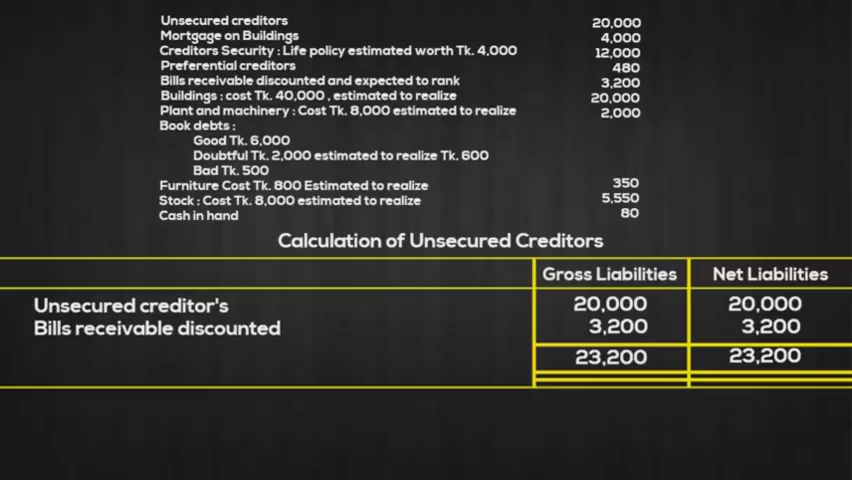 Unsecured creditors 20,000
Mortgage on Buildings 4,000
Creditors Security : Life policy estimated worth Tk. 4,000 12,000
Preferential creditors 480
Bills receivable discounted and expected to rank 3,200
Buildings : cost Tk. 40,000 , estimated to realize 20,000
Plant and machinery : Cost Tk. 8,000 estimated to realize 2,000
Book debts :
Good Tk. 6,000
Doubtful Tk. 2,000 estimated to realize Tk. 600
Bad Tk. 500
Furniture Cost Tk. 800 Estimated to realize 350
Stock : Cost Tk. 8,000 estimated to realize 5,550
Cash in hand 80
Calculation of Unsecured Creditors
Gross Liabilities Net Liabilities
Unsecured creditor's 20,000 20,000
Bills receivable discounted 3,200 3,200
23,200 23,200